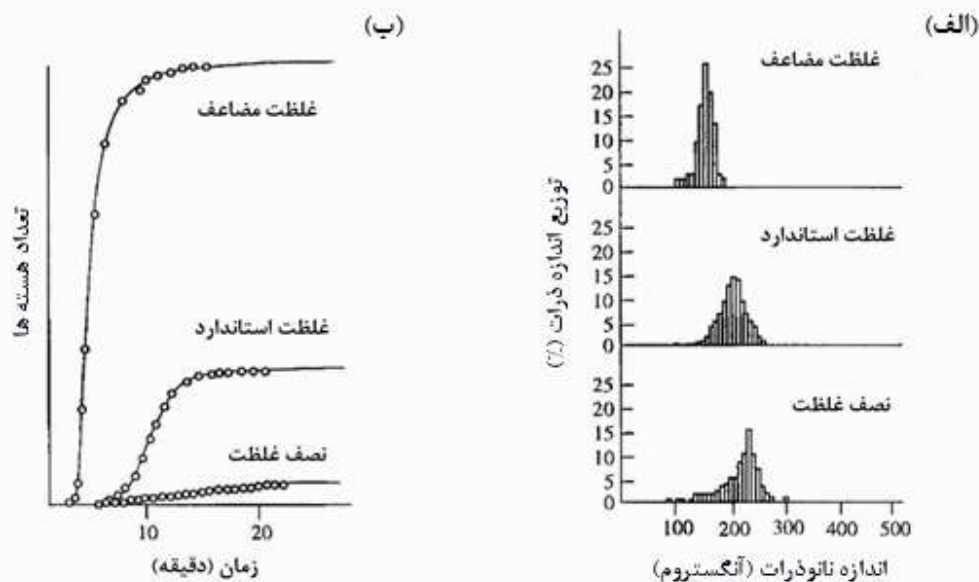 (الف)
غلظت مضاعف
25
20
15
10
5
0
غلظت استاندارد
25
20
15
10
5
0
نصف غلظت
25
20
15
10
5
0
100 200 300 400 500
توزیع اندازه ذرات (%)
اندازه نانوذرات (آنگستروم)
(ب)
غلظت مضاعف
غلظت استاندارد
نصف غلظت
تعداد هسته ها
10 20
زمان (دقیقه)